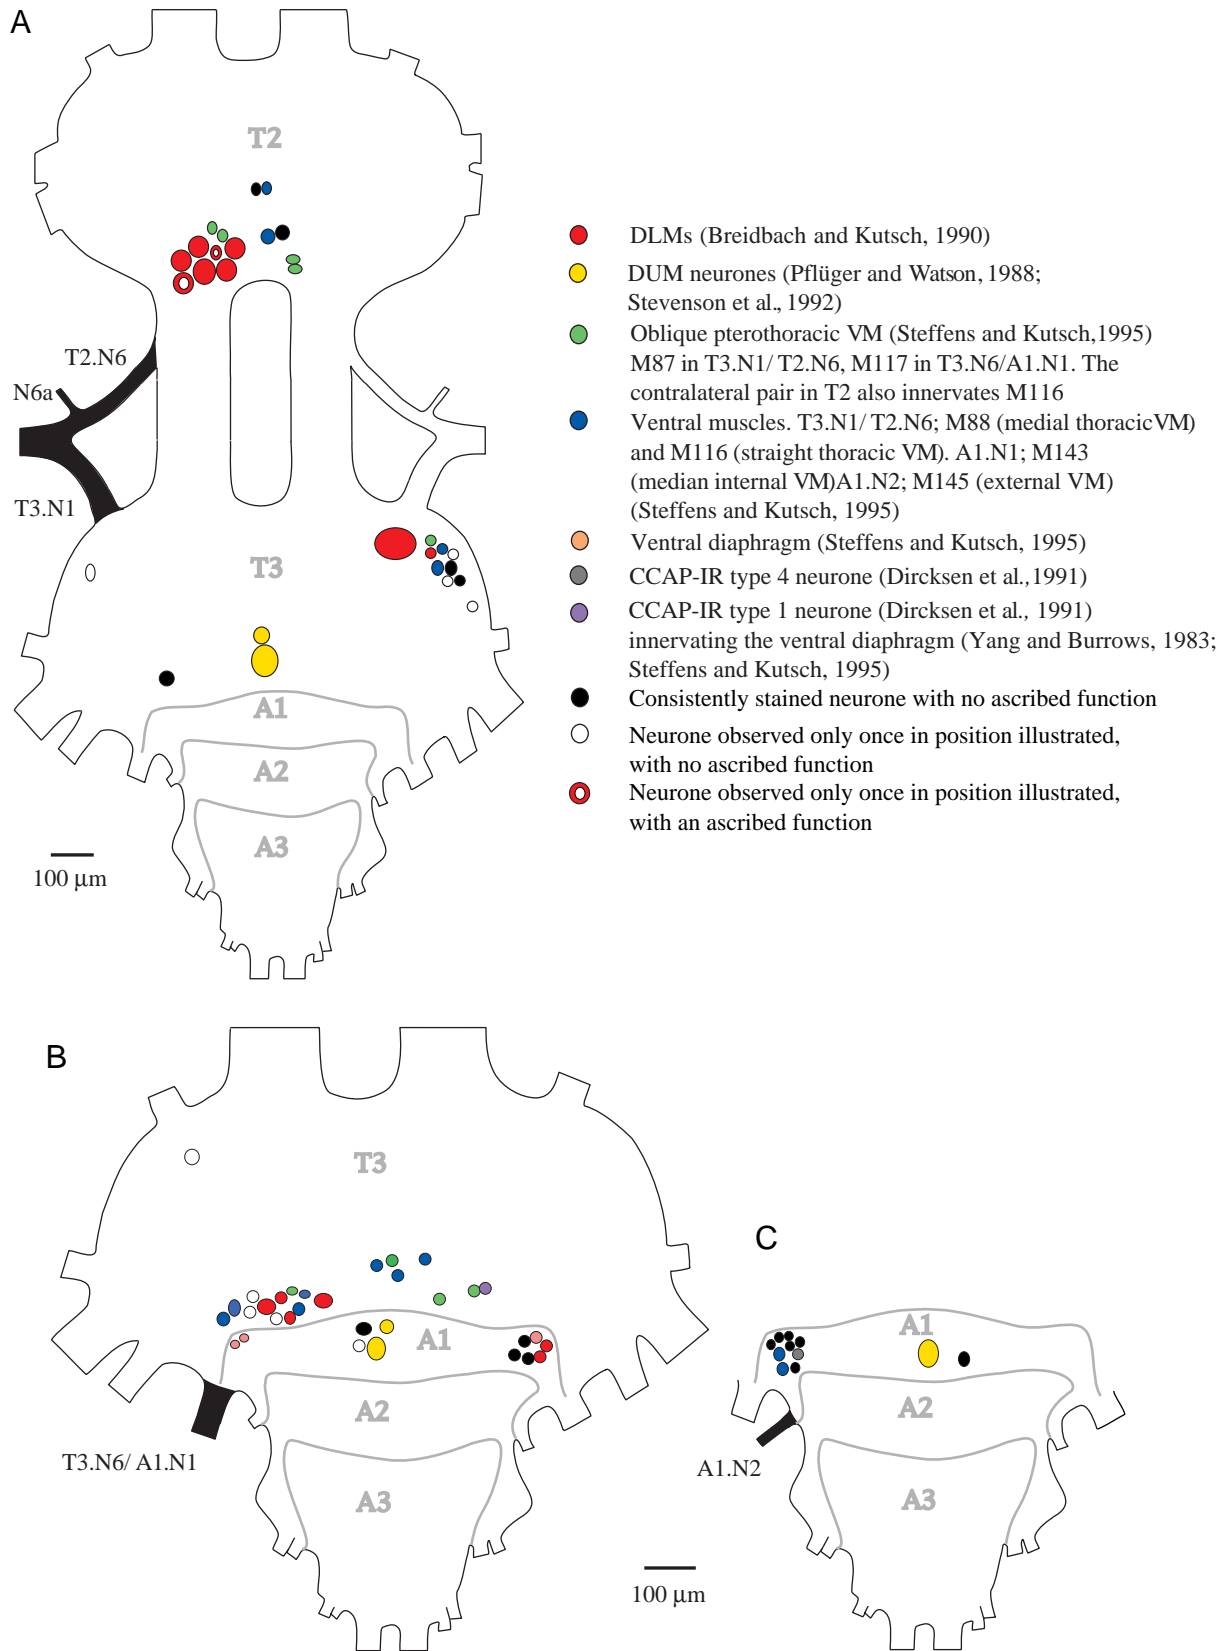 A
T2
T2.N6
N6a
T3.N1
T3
A1
A2
A3
100 μm
DLMs (Breidbach and Kutsch, 1990)
DUM neurones (Pflüger and Watson, 1988;
Stevenson et al., 1992)
Oblique pterothoracic VM (Steffens and Kutsch,1995)
M87 in T3.N1/ T2.N6, M117 in T3.N6/A1.N1. The
contralateral pair in T2 also innervates M116
Ventral muscles. T3.N1/ T2.N6; M88 (medial thoracicVM)
and M116 (straight thoracic VM). A1.N1; M143
(median internal VM)A1.N2; M145 (external VM)
(Steffens and Kutsch, 1995)
Ventral diaphragm (Steffens and Kutsch, 1995)
CCAP-IR type 4 neurone (Dircksen et al.,1991)
CCAP-IR type 1 neurone (Dircksen et al., 1991)
innervating the ventral diaphragm (Yang and Burrows, 1983;
Steffens and Kutsch, 1995)
Consistently stained neurone with no ascribed function
Neurone observed only once in position illustrated,
with no ascribed function
Neurone observed only once in position illustrated,
with an ascribed function
B
T3
A1
A2
A3
T3.N6/ A1.N1
100 μm
C
A1
A2
A3
A1.N2